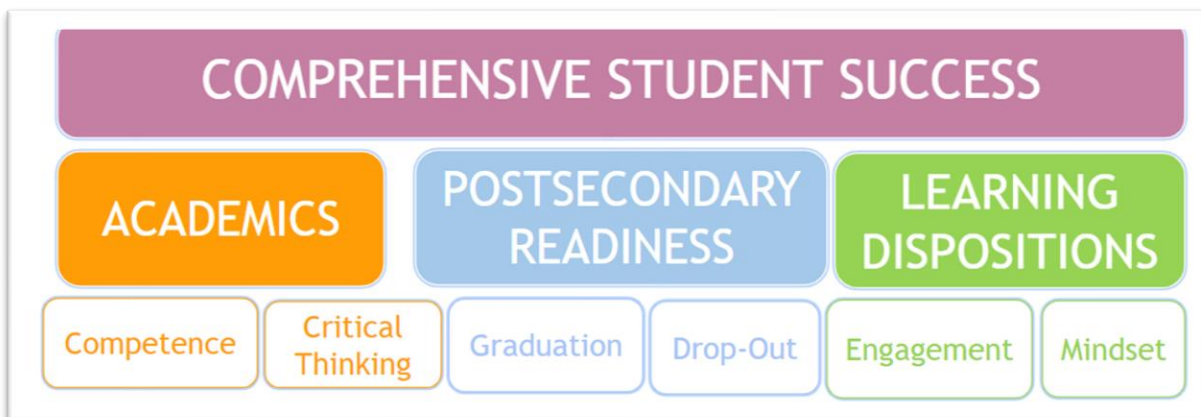 COMPREHENSIVE STUDENT SUCCESS
ACADEMICS
POSTSECONDARY
READINESS
LEARNING
DISPOSITIONS
Competence
Critical
Thinking
Graduation
Drop-Out
Engagement
Mindset